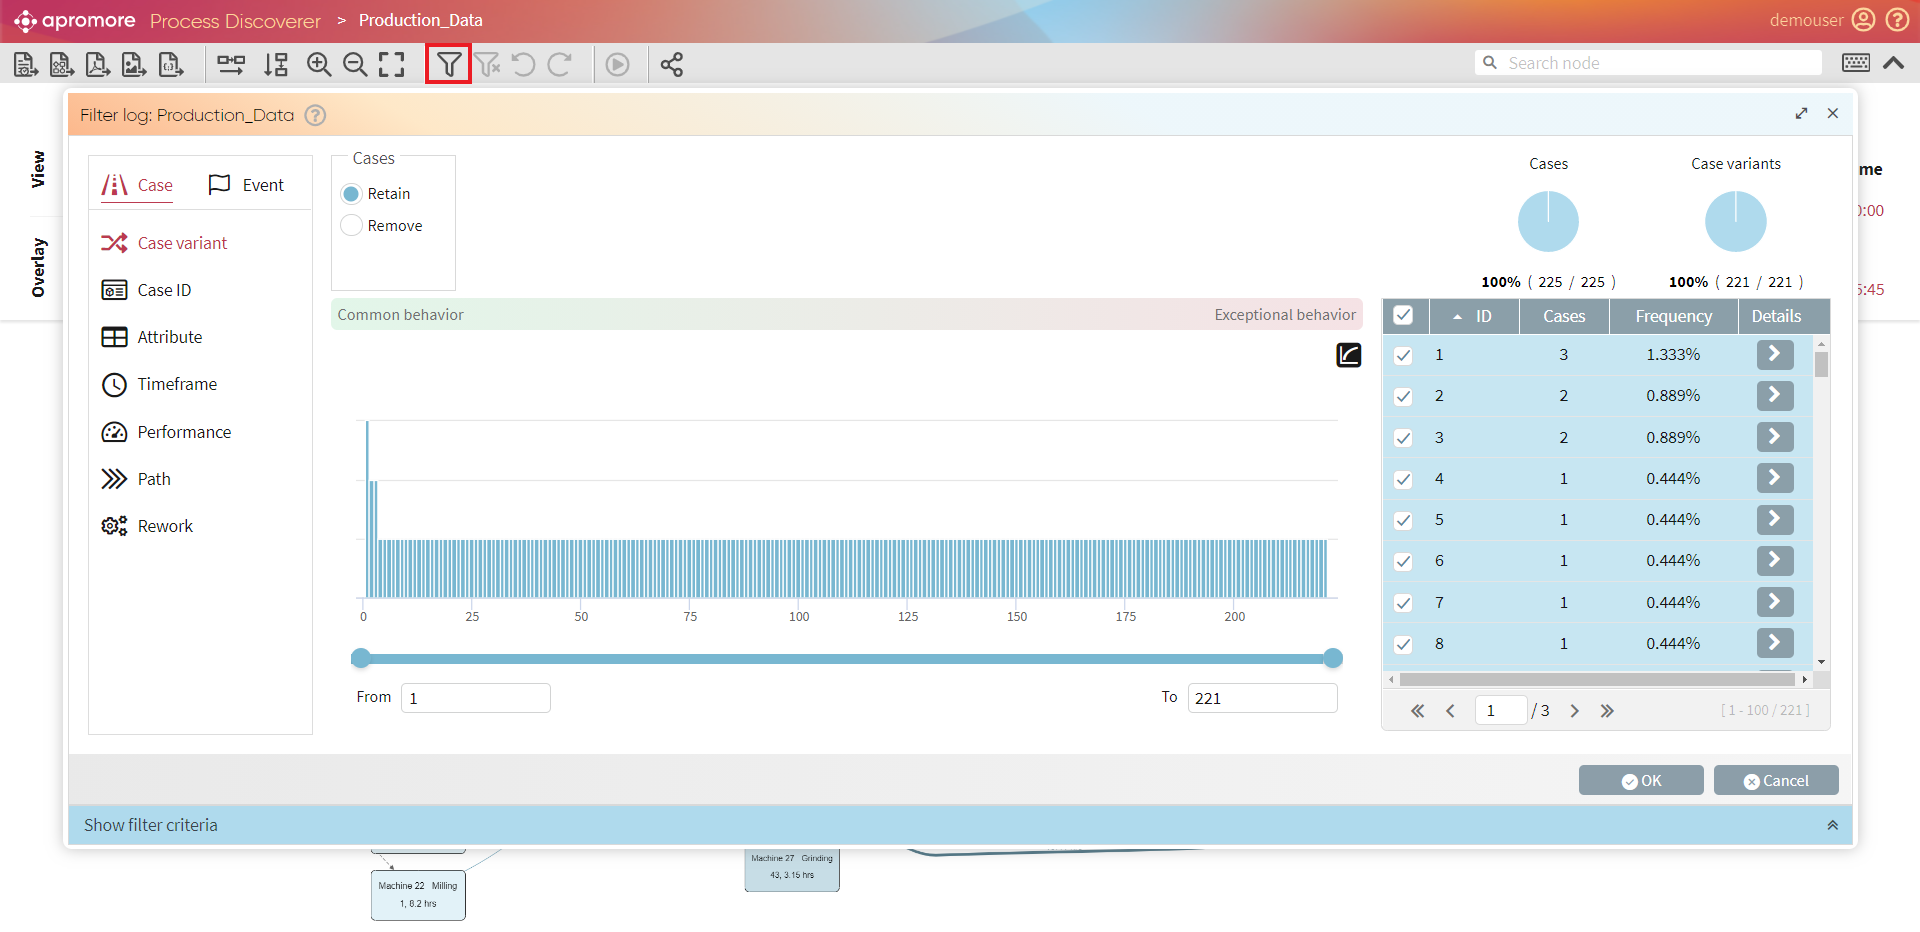 apromore Process Discoverer > Production_Data
demouser
Search node
View
Overlay
Filter log: Production_Data
Case
Event
Case variant
Case ID
Attribute
Timeframe
Performance
Path
Rework
Cases
Retain
Remove
Cases
100% ( 225 / 225 )
Case variants
100% ( 221 / 221 )
Common behavior
Exceptional behavior
0 25 50 75 100 125 150 175 200
From 1
To 221
ID Cases Frequency Details
1 3 1.333%
2 2 0.889%
3 2 0.889%
4 1 0.444%
5 1 0.444%
6 1 0.444%
7 1 0.444%
8 1 0.444%
1 / 3
[ 1 - 100 / 221 ]
OK
Cancel
Show filter criteria
me
0:00
5:45
Machine 27 Grinding
43, 3.15 hrs
Machine 22 Milling
1, 8.2 hrs